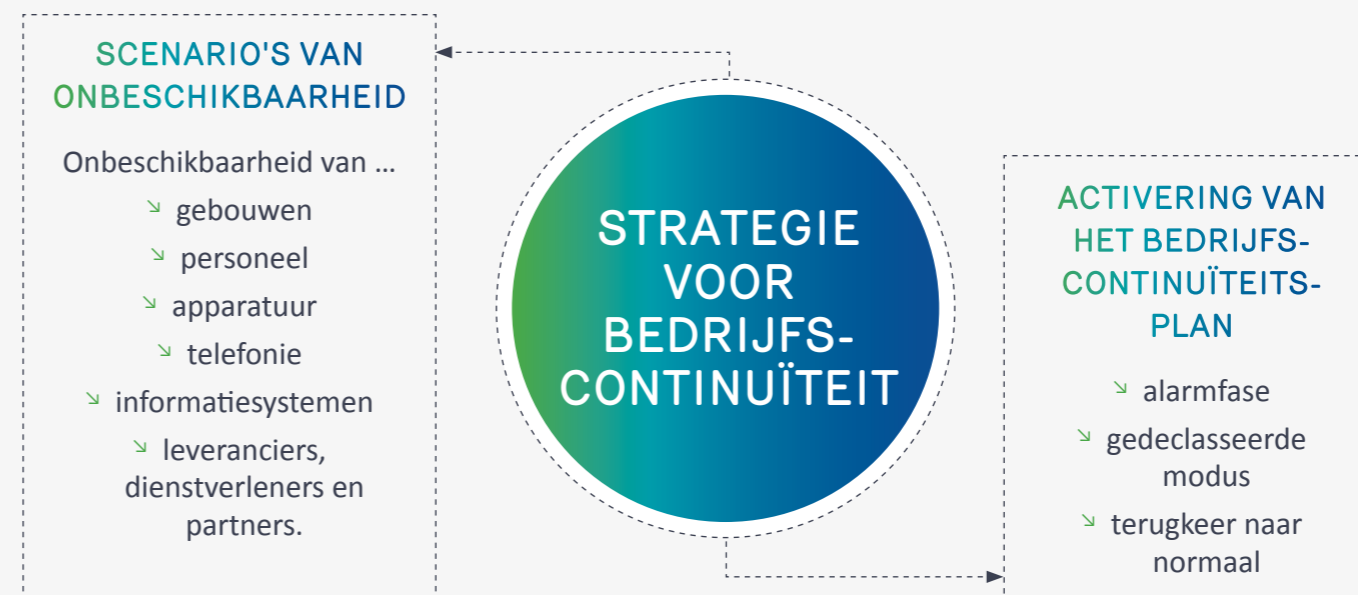 SCENARIO'S VAN
ONBESCHIKBAARHEID
Onbeschikbaarheid van ...
gebouwen
personeel
apparatuur
telefonie
informatiesystemen
leveranciers,
dienstverleners en
partners.
STRATEGIE
VOOR
BEDRIJFS-
CONTINUÏTEIT
ACTIVERING VAN
HET BEDRIJFS-
CONTINUÏTEITS-
PLAN
alarmfase
gedeclasseerde
modus
terugkeer naar
normaal